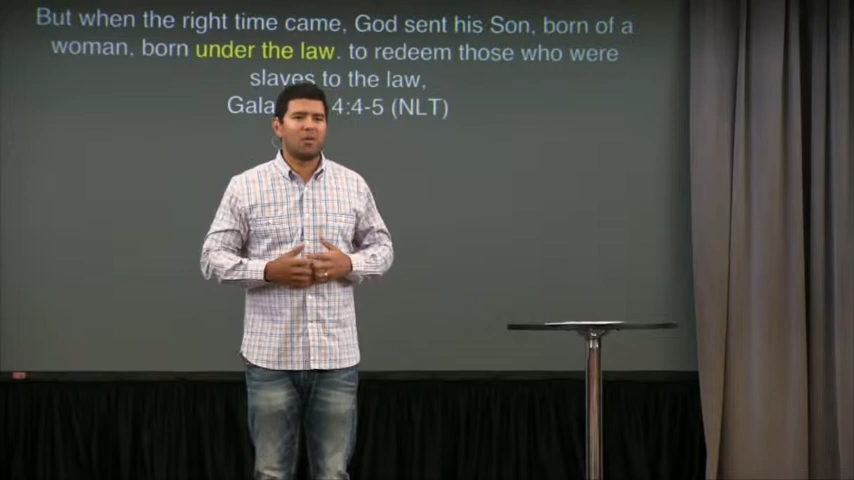 But when the right time came, God sent his Son, born of a
woman, born under the law. to redeem those who were
slaves to the law,
4:4-5 (NLT)